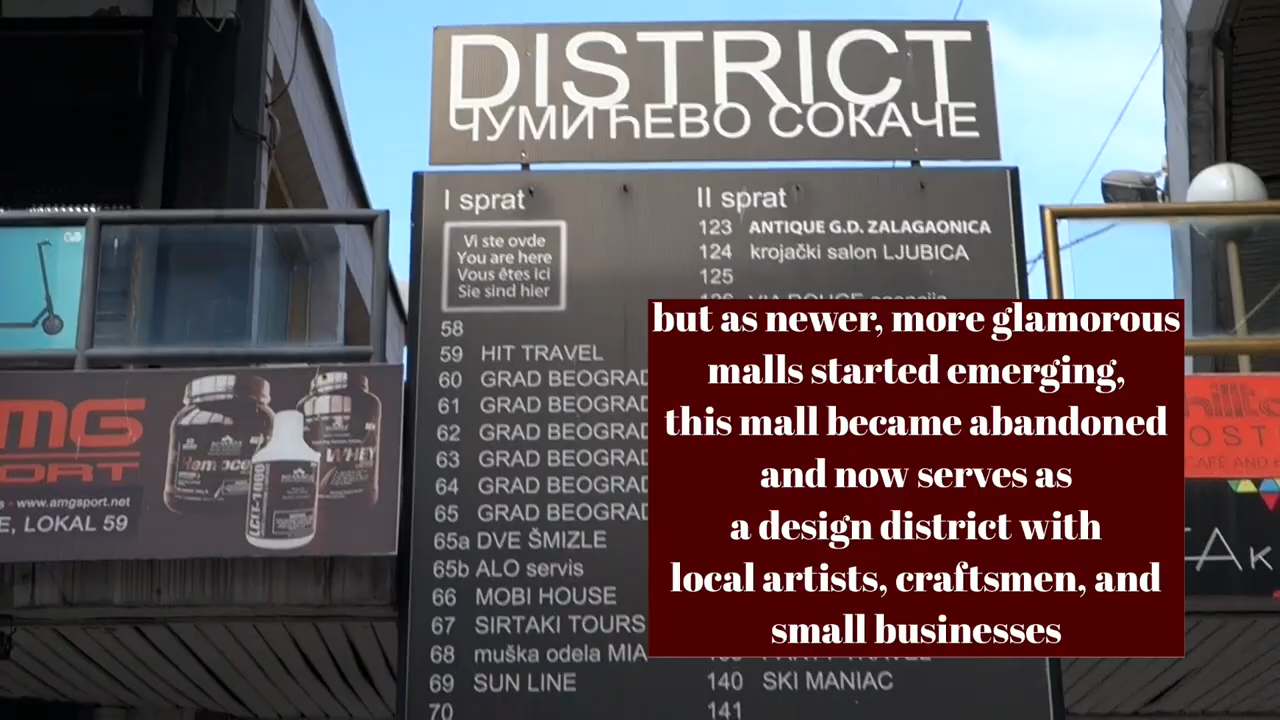 DISTRICT
ЧУМИЋЕВО СОКАЧЕ
I sprat
Vi ste ovde
You are here
Vous êtes ici
Sie sind hier
58
59 HIT TRAVEL
60 GRAD BEOGRAD
61 GRAD BEOGRAD
62 GRAD BEOGRAD
63 GRAD BEOGRAD
64 GRAD BEOGRAD
65 GRAD BEOGRAD
65a DVE ŠMIZLE
65b ALO servis
66 MOBI HOUSE
67 SIRTAKI TOURS
68 muška odela MIA
69 SUN LINE
70
II sprat
123 ANTIQUE G.D. ZALAGAONICA
124 krojački salon LJUBICA
125
140 SKI MANIAC
141
but as newer, more glamorous
malls started emerging,
this mall became abandoned
and now serves as
a design district with
local artists, craftsmen, and
small businesses
MG
ORT
www.amgsport.net
E, LOKAL 59
WHEY